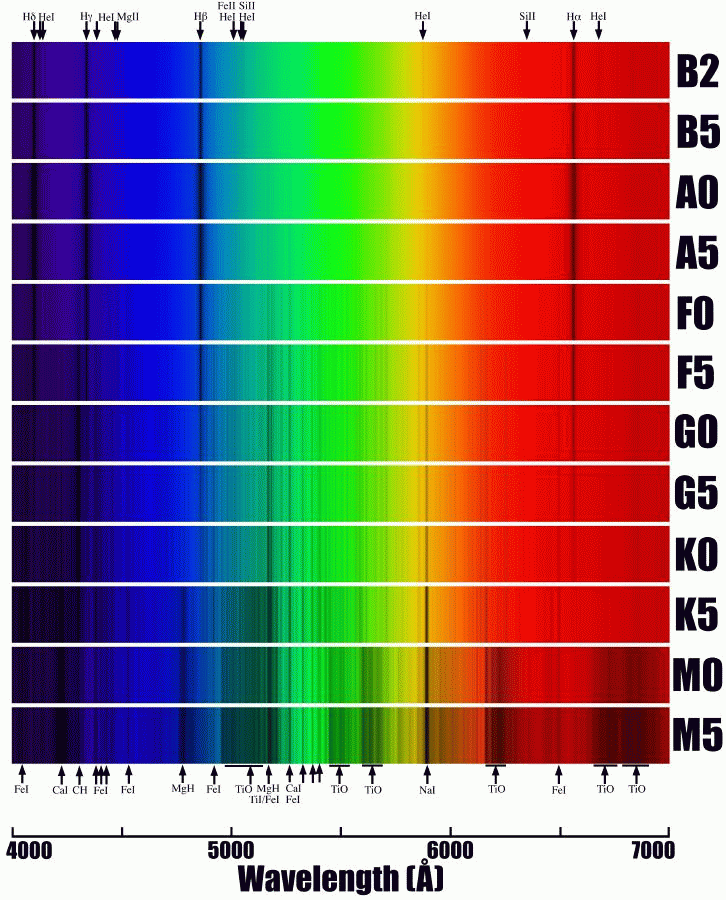 FeII SiII
Hδ HeI Hγ HeI MgII Hβ HeI HeI HeI SiII Hα HeI
B2
B5
A0
A5
F0
F5
G0
G5
K0
K5
M0
M5
FeI CaI CH FeI FeI MgH FeI TiO MgH CaI TiO TiO NaI TiO FeI TiO TiO
TiI/FeI FeI
4000 5000 6000 7000
Wavelength (Å)